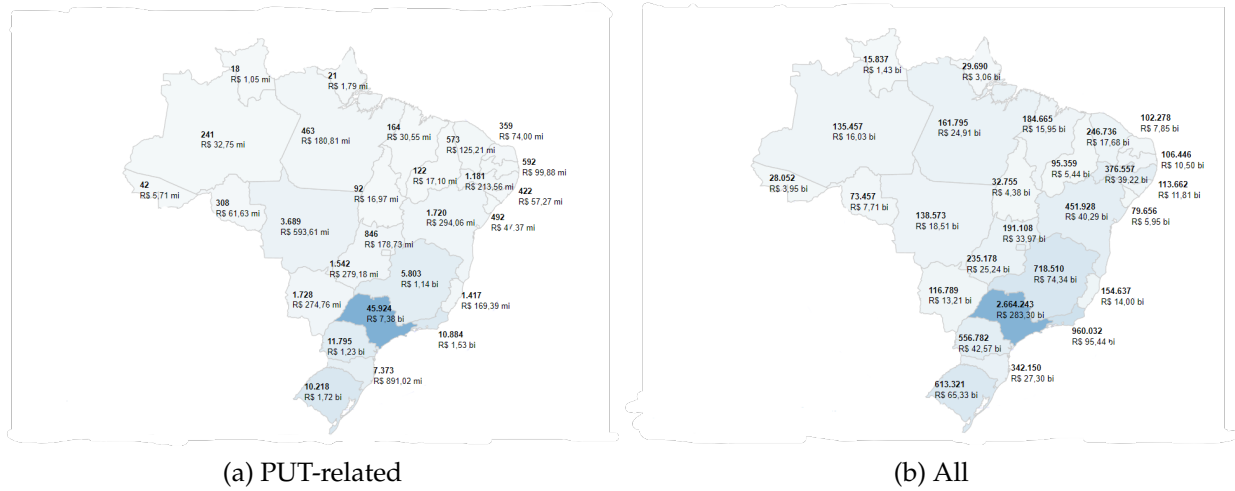 18
R$ 1,05 mi
21
R$ 1,79 mi
241
R$ 32,75 mi
463
R$ 180,81 mi
164
R$ 30,55 mi
573
R$ 125,21 mi
359
R$ 74,00 mi
592
R$ 99,88 mi
122
R$ 17,10 mi
1.181
R$ 213,56 mi
422
R$ 57,27 mi
42
R$ 5,71 mi
308
R$ 61,63 mi
92
R$ 16,97 mi
492
R$ 47,37 mi
3.689
R$ 593,61 mi
1.720
R$ 294,06 mi
846
R$ 178,73 mi
1.542
R$ 279,18 mi
5.803
R$ 1,14 bi
1.728
R$ 274,76 mi
45.924
R$ 7,38 bi
1.417
R$ 169,39 mi
10.884
R$ 1,53 bi
11.795
R$ 1,23 bi
7.373
R$ 891,02 mi
10.218
R$ 1,72 bi
(a) PUT-related
15.837
R$ 1,43 bi
29.690
R$ 3,06 bi
135.457
R$ 16,03 bi
161.795
R$ 24,91 bi
184.665
R$ 15,95 bi
246.736
R$ 17,68 bi
102.278
R$ 7,85 bi
106.446
R$ 10,50 bi
95.359
R$ 5,44 bi
376.557
R$ 39,22 bi
113.662
R$ 11,81 bi
28.052
R$ 3,95 bi
73.457
R$ 7,71 bi
32.755
R$ 4,38 bi
79.656
R$ 5,95 bi
138.573
R$ 18,51 bi
451.928
R$ 40,29 bi
191.108
R$ 33,97 bi
235.178
R$ 25,24 bi
718.510
R$ 74,34 bi
116.789
R$ 13,21 bi
2.664.243
R$ 283,30 bi
154.637
R$ 14,00 bi
960.032
R$ 95,44 bi
556.782
R$ 42,57 bi
342.150
R$ 27,30 bi
613.321
R$ 65,33 bi
(b) All